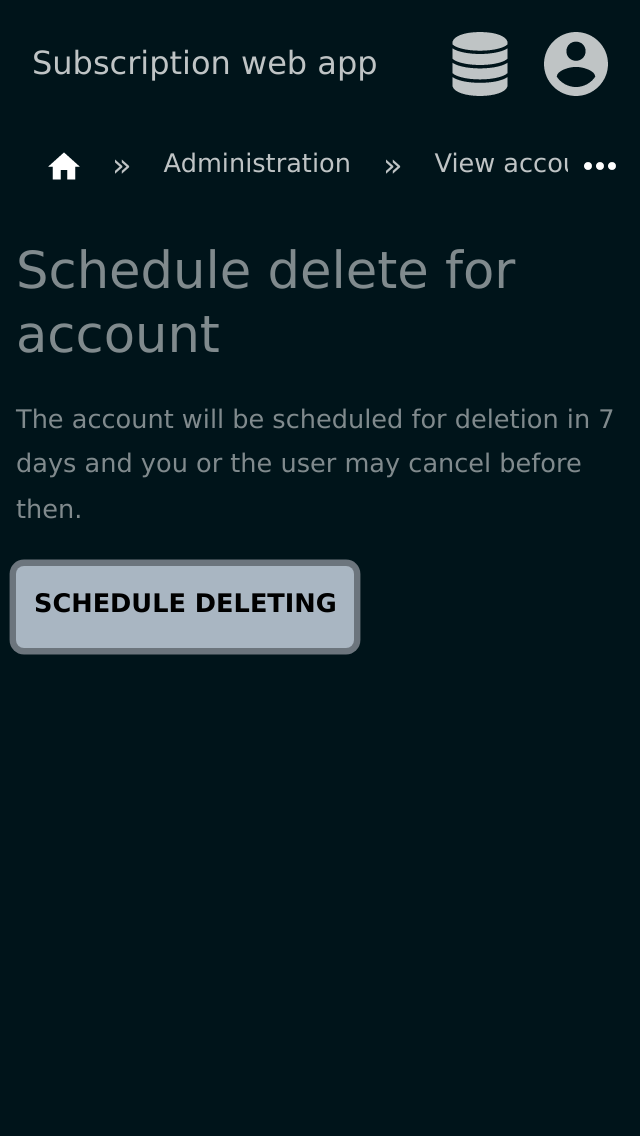 Subscription web app
» Administration » View accou
Schedule delete for
account
The account will be scheduled for deletion in 7
days and you or the user may cancel before
then.
SCHEDULE DELETING